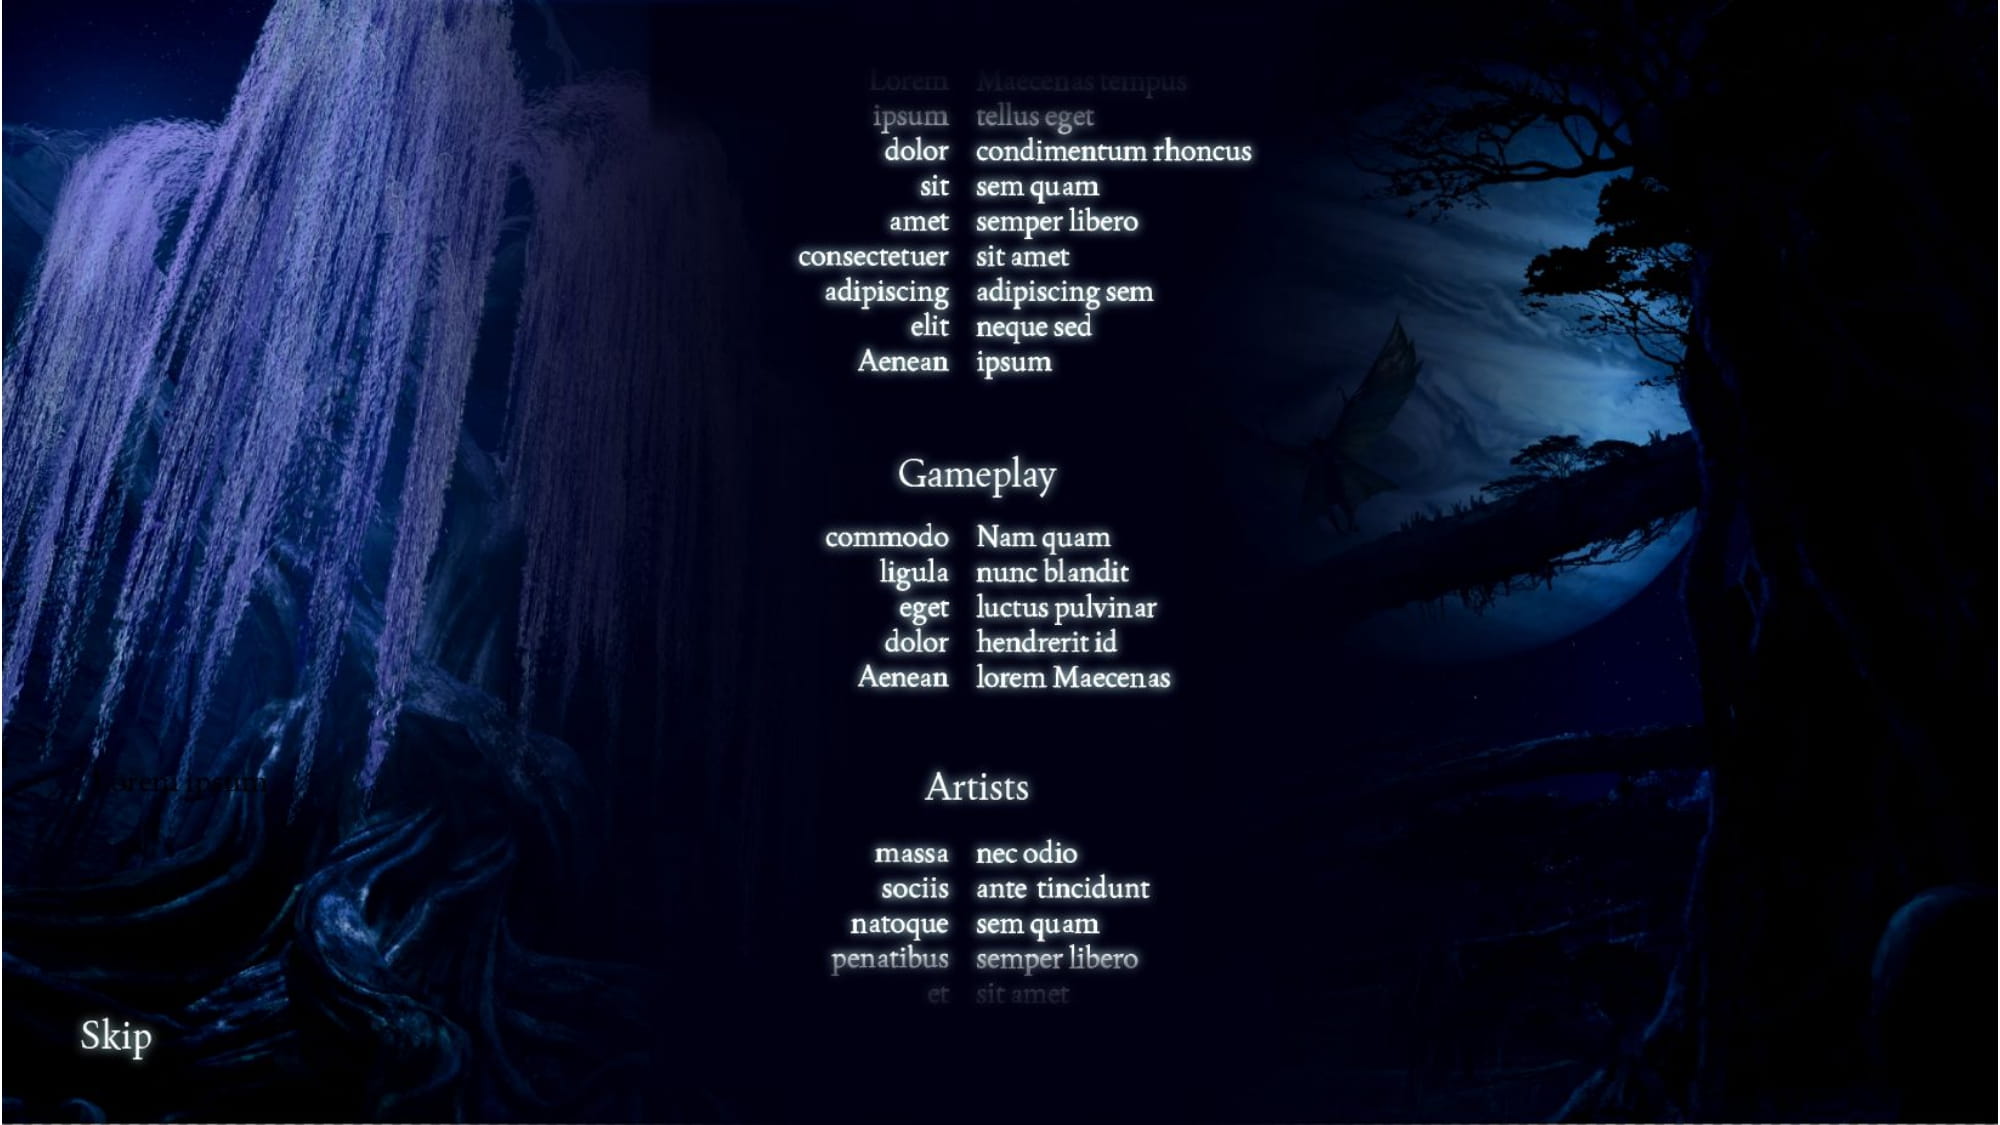 Lorem Maecenas tempus
ipsum tellus eget
dolor condimentum rhoncus
sit sem quam
amet semper libero
consectetuer sit amet
adipiscing adipiscing sem
elit neque sed
Aenean ipsum
Gameplay
commodo Nam quam
ligula nunc blandit
eget luctus pulvinar
dolor hendrerit id
Aenean lorem Maecenas
Artists
massa nec odio
sociis ante tincidunt
natoque sem quam
penatibus semper libero
et sit amet
ipsum
Skip